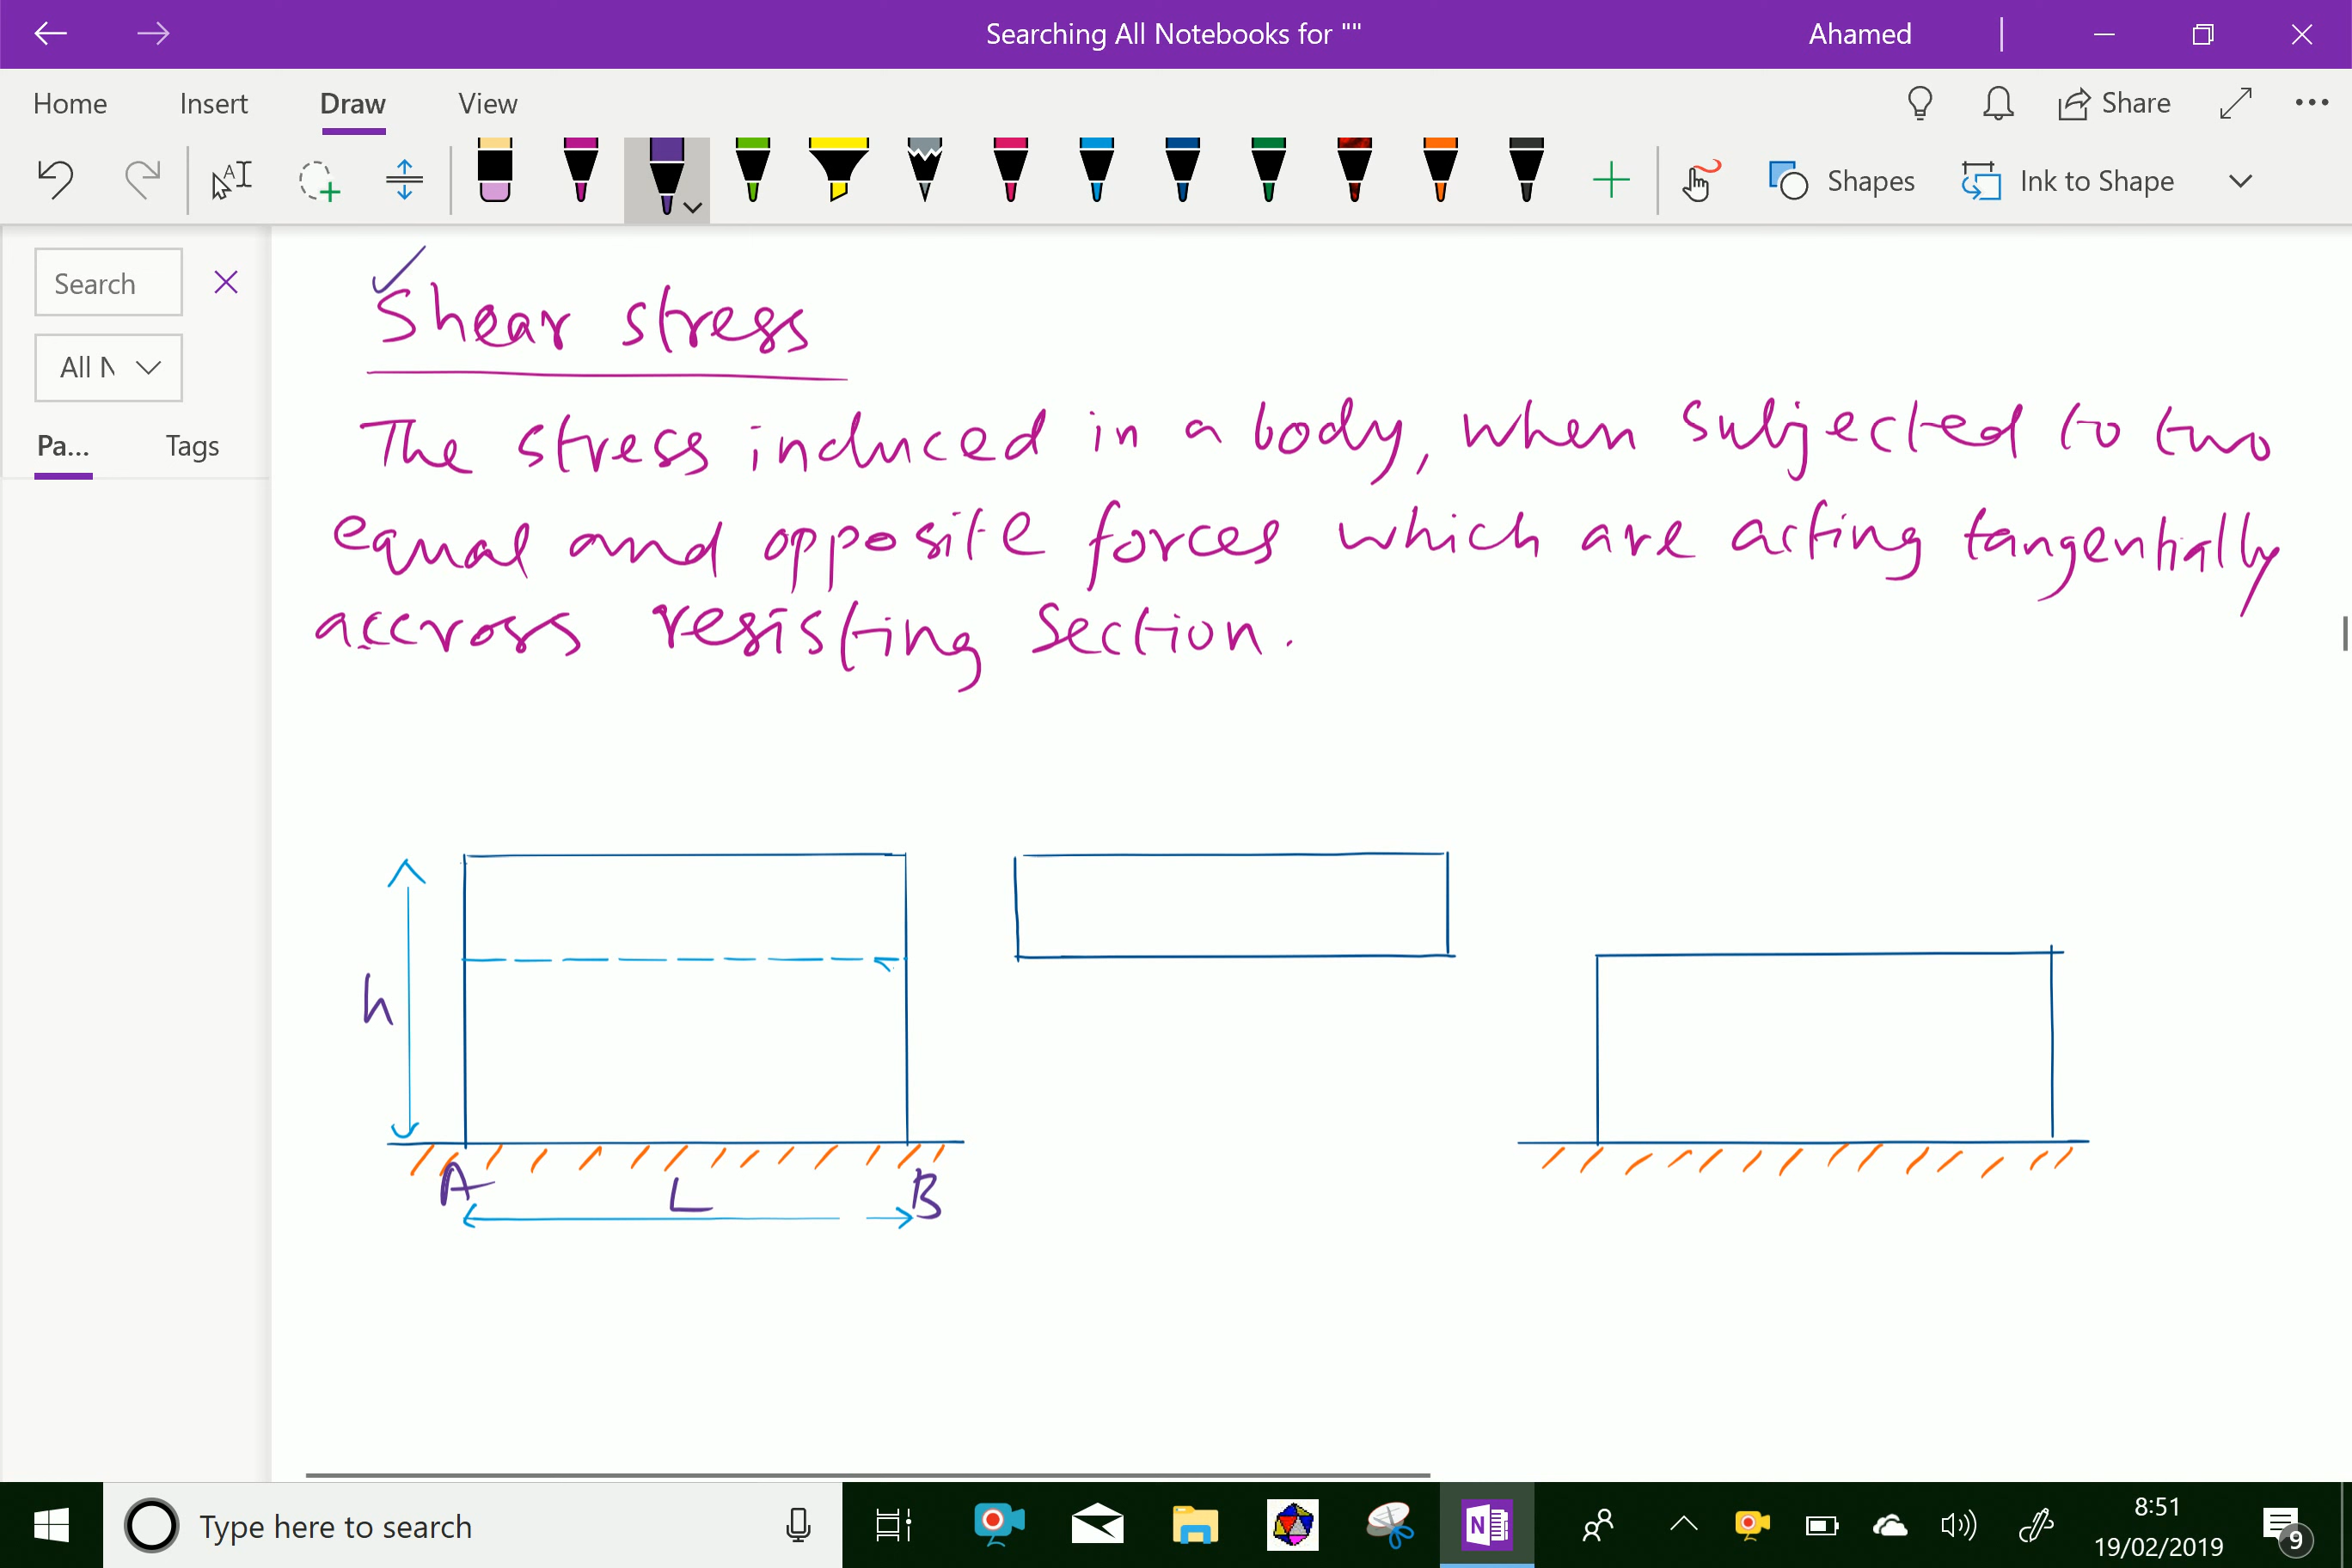 Searching All Notebooks for ""
Ahamed
Home Insert Draw View
Share
Shapes Ink to Shape
Search
All N
Pa... Tags
Shear stress
The stress induced in a body, when subjected to two
equal and opposite forces which are acting tangentially
accross resisting section.
h
A L B
Type here to search
N
8:51
19/02/2019
9